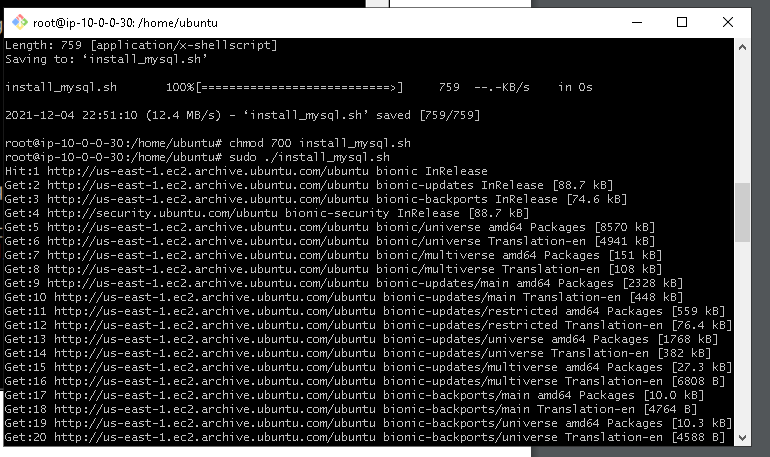 root@ip-10-0-0-30: /home/ubuntu
Length: 759 [application/x-shellscript]
Saving to: ‘install_mysql.sh’
install_mysql.sh 100%[===========================>] 759 --.-KB/s in 0s
2021-12-04 22:51:10 (12.4 MB/s) - ‘install_mysql.sh’ saved [759/759]
root@ip-10-0-0-30:/home/ubuntu# chmod 700 install_mysql.sh
root@ip-10-0-0-30:/home/ubuntu# sudo ./install_mysql.sh
Hit:1 http://us-east-1.ec2.archive.ubuntu.com/ubuntu bionic InRelease
Get:2 http://us-east-1.ec2.archive.ubuntu.com/ubuntu bionic-updates InRelease [88.7 kB]
Get:3 http://us-east-1.ec2.archive.ubuntu.com/ubuntu bionic-backports InRelease [74.6 kB]
Get:4 http://security.ubuntu.com/ubuntu bionic-security InRelease [88.7 kB]
Get:5 http://us-east-1.ec2.archive.ubuntu.com/ubuntu bionic/universe amd64 Packages [8570 kB]
Get:6 http://us-east-1.ec2.archive.ubuntu.com/ubuntu bionic/universe Translation-en [4941 kB]
Get:7 http://us-east-1.ec2.archive.ubuntu.com/ubuntu bionic/multiverse amd64 Packages [151 kB]
Get:8 http://us-east-1.ec2.archive.ubuntu.com/ubuntu bionic/multiverse Translation-en [108 kB]
Get:9 http://us-east-1.ec2.archive.ubuntu.com/ubuntu bionic-updates/main amd64 Packages [2328 kB]
Get:10 http://us-east-1.ec2.archive.ubuntu.com/ubuntu bionic-updates/main Translation-en [448 kB]
Get:11 http://us-east-1.ec2.archive.ubuntu.com/ubuntu bionic-updates/restricted amd64 Packages [559 kB]
Get:12 http://us-east-1.ec2.archive.ubuntu.com/ubuntu bionic-updates/restricted Translation-en [76.4 kB]
Get:13 http://us-east-1.ec2.archive.ubuntu.com/ubuntu bionic-updates/universe amd64 Packages [1768 kB]
Get:14 http://us-east-1.ec2.archive.ubuntu.com/ubuntu bionic-updates/universe Translation-en [382 kB]
Get:15 http://us-east-1.ec2.archive.ubuntu.com/ubuntu bionic-updates/multiverse amd64 Packages [27.3 kB]
Get:16 http://us-east-1.ec2.archive.ubuntu.com/ubuntu bionic-updates/multiverse Translation-en [6808 B]
Get:17 http://us-east-1.ec2.archive.ubuntu.com/ubuntu bionic-backports/main amd64 Packages [10.0 kB]
Get:18 http://us-east-1.ec2.archive.ubuntu.com/ubuntu bionic-backports/main Translation-en [4764 B]
Get:19 http://us-east-1.ec2.archive.ubuntu.com/ubuntu bionic-backports/universe amd64 Packages [10.3 kB]
Get:20 http://us-east-1.ec2.archive.ubuntu.com/ubuntu bionic-backports/universe Translation-en [4588 B]